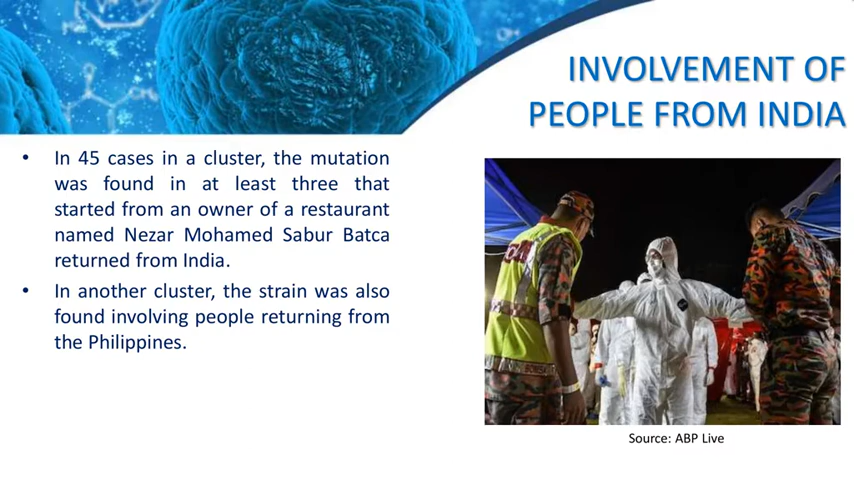 INVOLVEMENT OF
PEOPLE FROM INDIA
• In 45 cases in a cluster, the mutation
was found in at least three that
started from an owner of a restaurant
named Nezar Mohamed Sabur Batca
returned from India.
• In another cluster, the strain was also
found involving people returning from
the Philippines.
BOMBA
Source: ABP Live